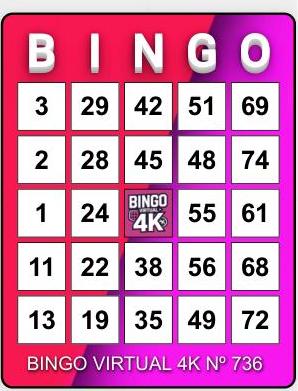 B I N G O
3 29 42 51 69
2 28 45 48 74
1 24 BINGO VIRTUAL 4K 55 61
11 22 38 56 68
13 19 35 49 72
BINGO VIRTUAL 4K Nº 736